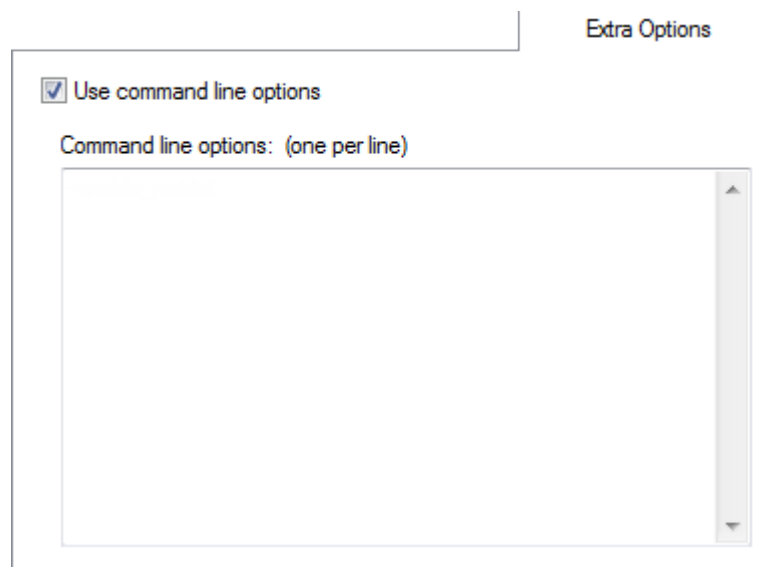 Extra Options
Use command line options
Command line options: (one per line)